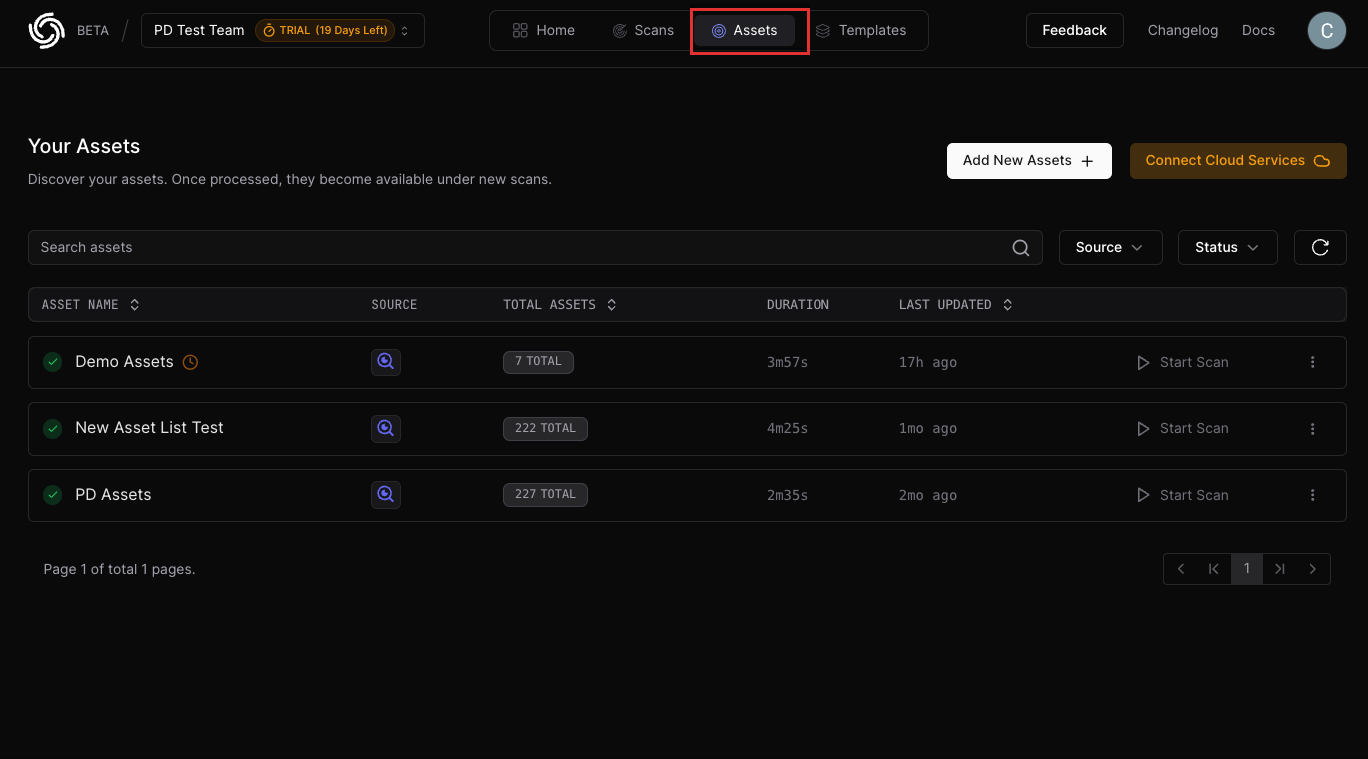 BETA / PD Test Team TRIAL (19 Days Left) Home Scans Assets Templates Feedback Changelog Docs C
Your Assets
Discover your assets. Once processed, they become available under new scans.
Add New Assets +
Connect Cloud Services
Search assets
Source
Status
ASSET NAME SOURCE TOTAL ASSETS DURATION LAST UPDATED
Demo Assets 7 TOTAL 3m57s 17h ago Start Scan
New Asset List Test 222 TOTAL 4m25s 1mo ago Start Scan
PD Assets 227 TOTAL 2m35s 2mo ago Start Scan
Page 1 of total 1 pages.
1